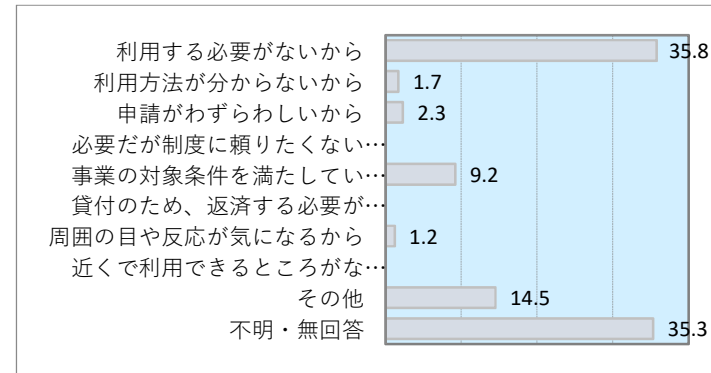 利用する必要がないから 35.8
利用方法が分からないから 1.7
申請がわずらわしいから 2.3
必要だが制度に頼りたくない…
事業の対象条件を満たしてい… 9.2
貸付のため、返済する必要が…
周囲の目や反応が気になるから 1.2
近くで利用できるところがな…
その他 14.5
不明・無回答 35.3